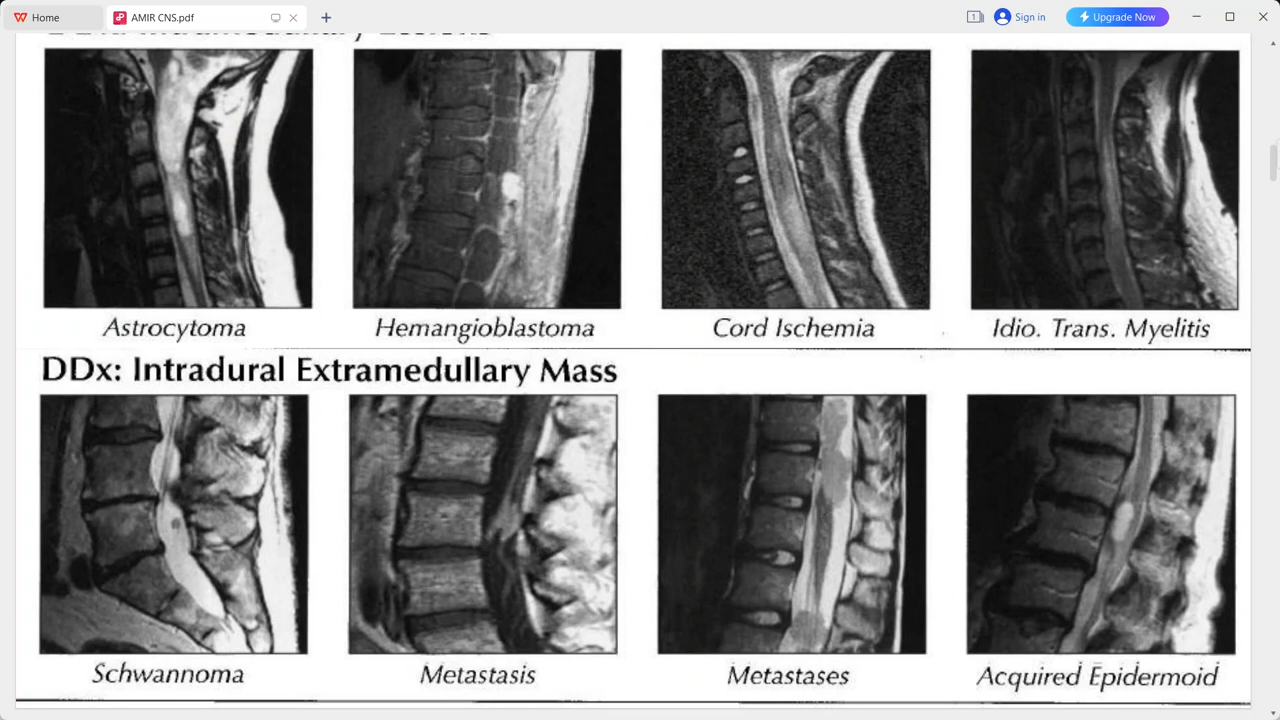 Home
AMIR CNS.pdf
1
Sign in
Upgrade Now
Astrocytoma
Hemangioblastoma
Cord Ischemia
Idio. Trans. Myelitis
DDx: Intradural Extramedullary Mass
Schwannoma
Metastasis
Metastases
Acquired Epidermoid